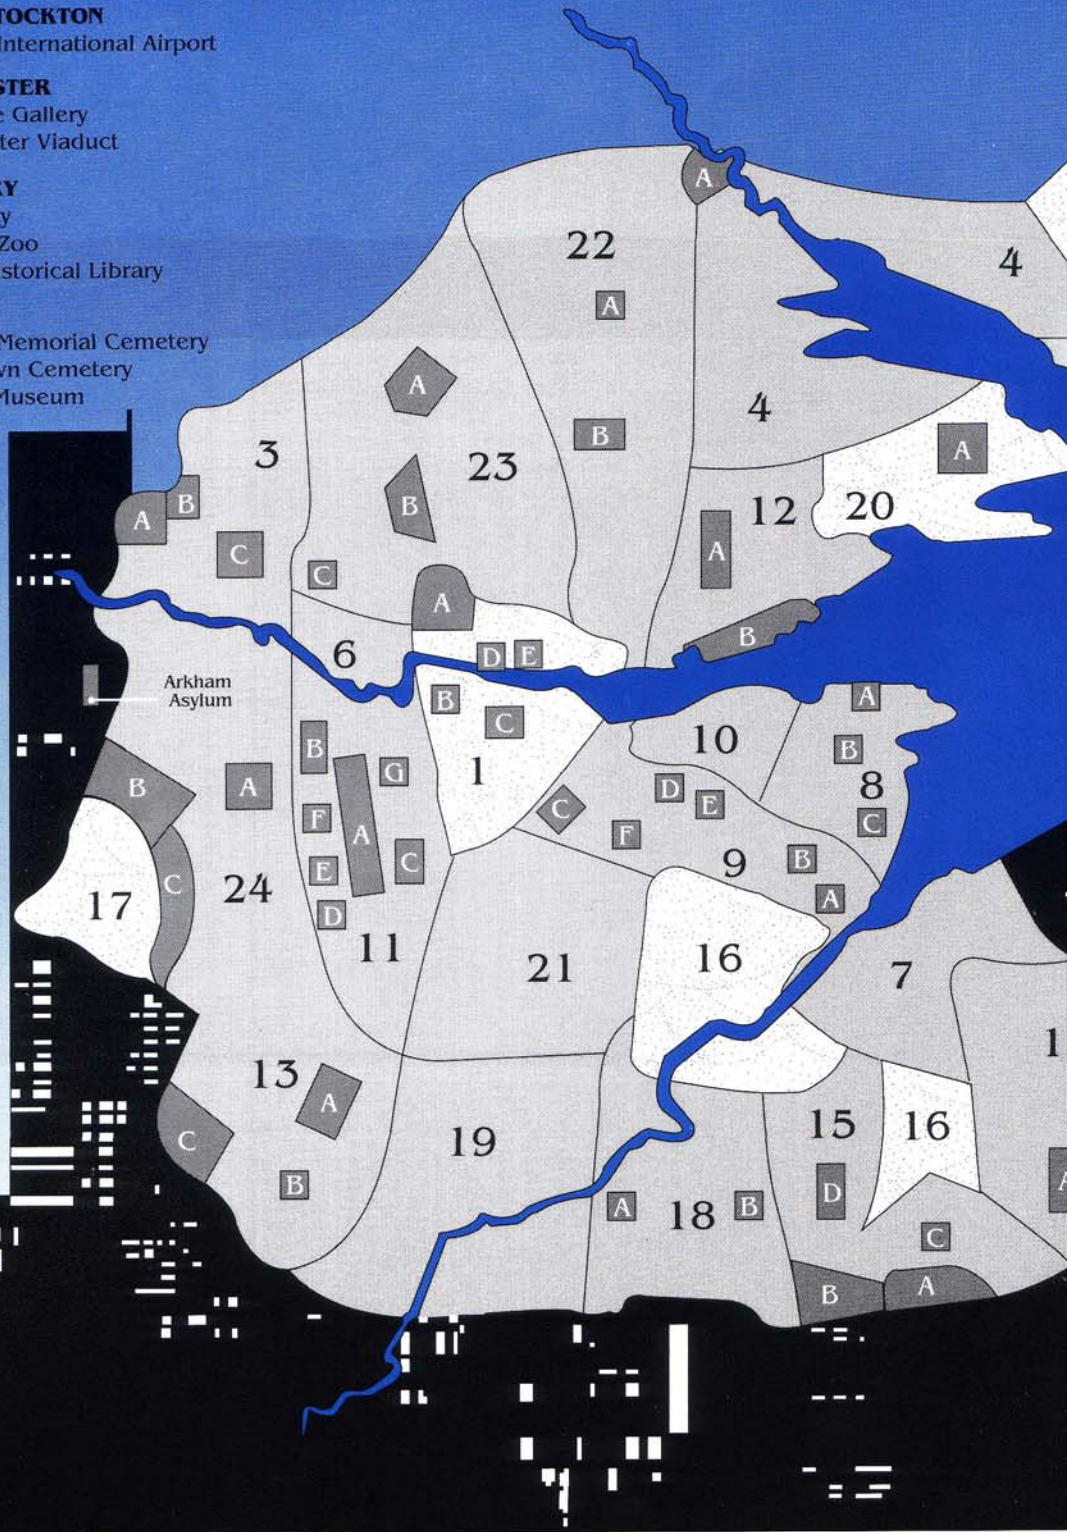 TOCKTON
International Airport
STER
e Gallery
ter Viaduct
y
Zoo
storical Library
Memorial Cemetery
wn Cemetery
Museum
A
22
4
A
A
4
B
3
23
A
B
A
B
12
20
C
C
A
A
B
6
D E
Arkham
Asylum
B
C
A
10
B
B
G
1
A
D
8
B
C
E
F
A
F
C
9
B
C
E
A
24
C
17
D
11
21
16
7
1
13
A
C
19
15
16
B
A
18
B
D
A
C
B
A